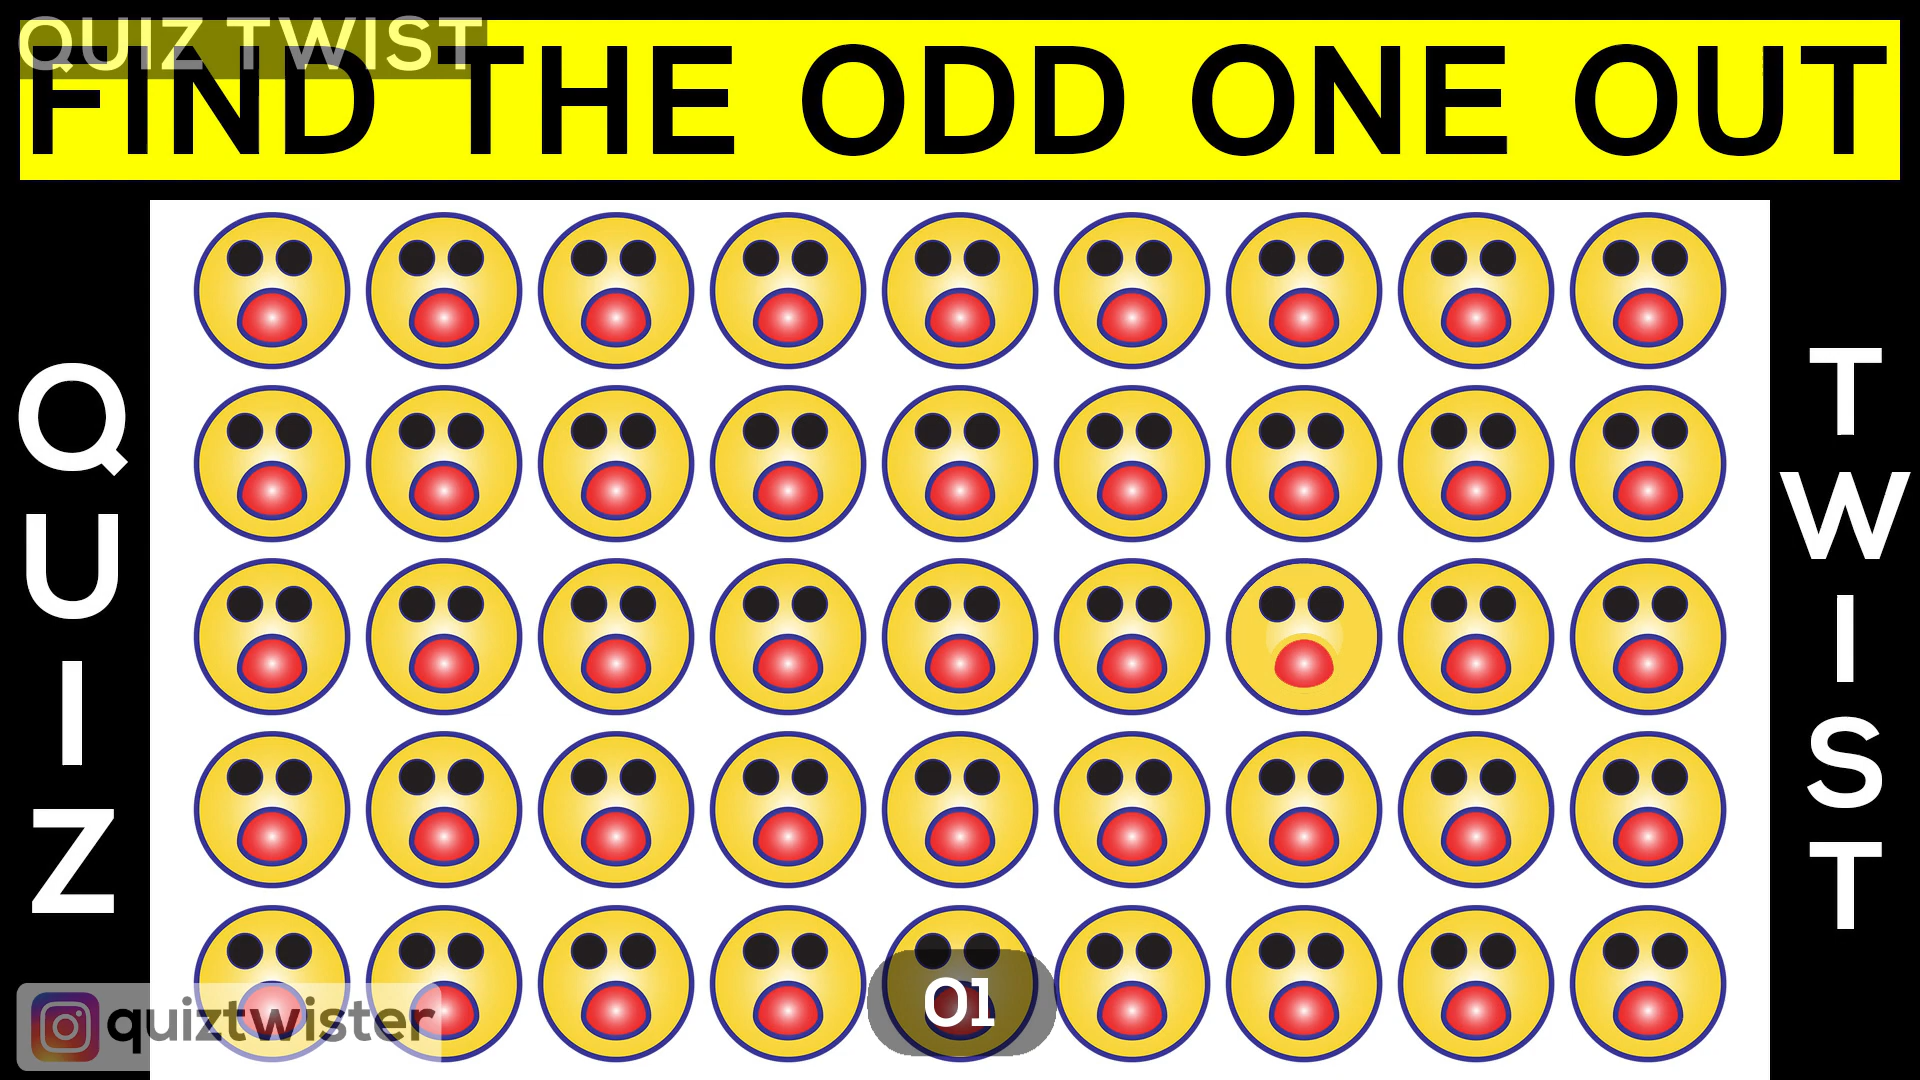 QUIZ TWIST
FIND THE ODD ONE OUT
QUIZ
TWIST
01
quiztwister